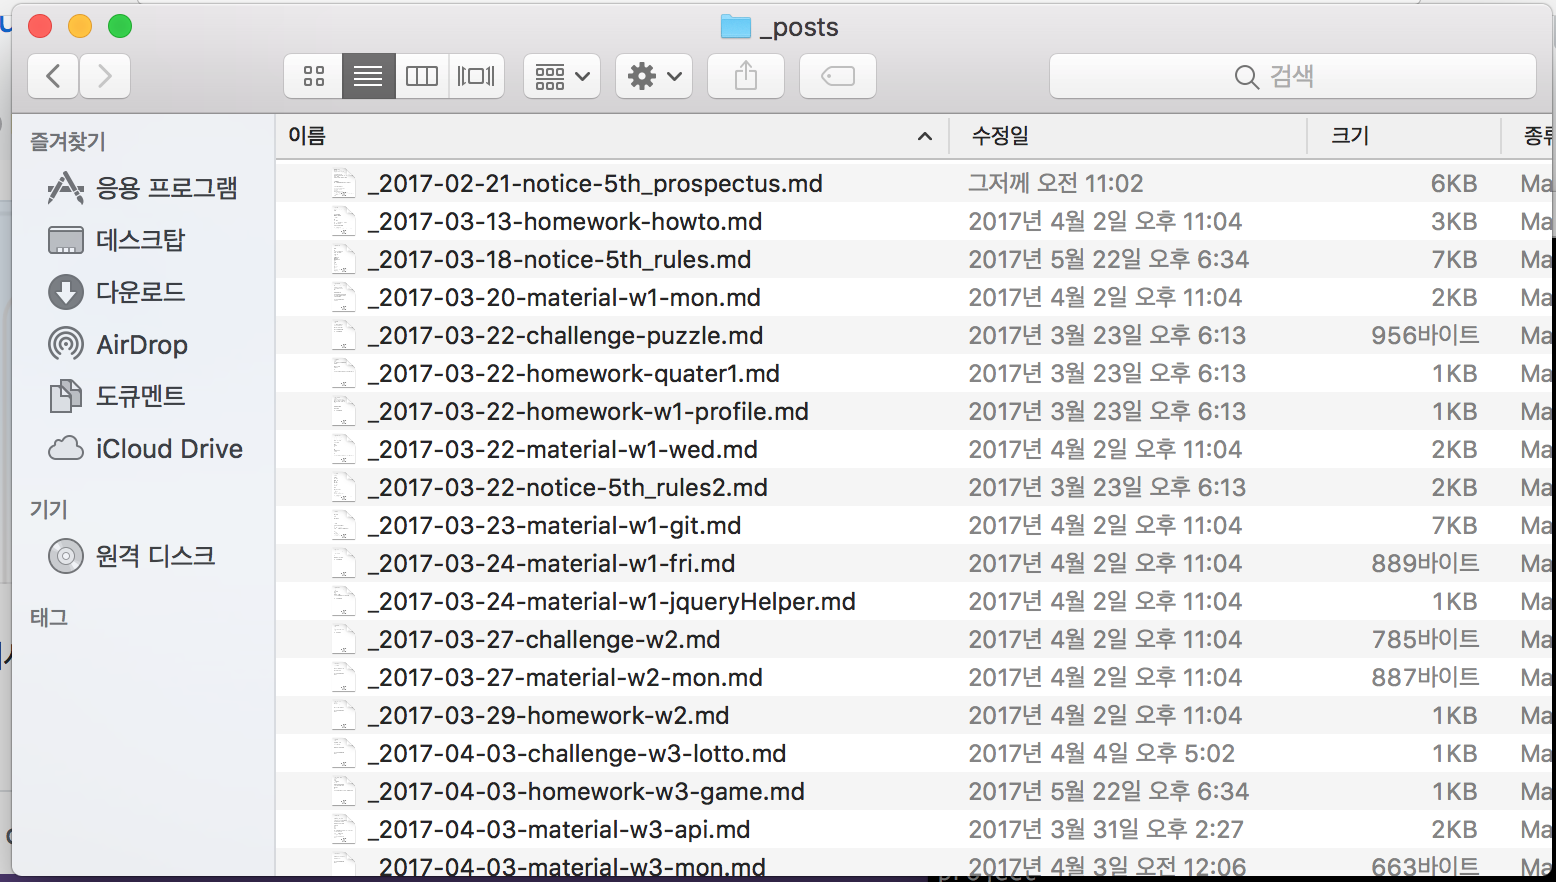 _posts
검색
즐겨찾기
응용 프로그램
데스크탑
다운로드
AirDrop
도큐멘트
iCloud Drive
기기
원격 디스크
태그
이름 수정일 크기 종류
_2017-02-21-notice-5th_prospectus.md 그저께 오전 11:02 6KB Ma
_2017-03-13-homework-howto.md 2017년 4월 2일 오후 11:04 3KB Ma
_2017-03-18-notice-5th_rules.md 2017년 5월 22일 오후 6:34 7KB Ma
_2017-03-20-material-w1-mon.md 2017년 4월 2일 오후 11:04 2KB Ma
_2017-03-22-challenge-puzzle.md 2017년 3월 23일 오후 6:13 956바이트 Ma
_2017-03-22-homework-quater1.md 2017년 3월 23일 오후 6:13 1KB Ma
_2017-03-22-homework-w1-profile.md 2017년 3월 23일 오후 6:13 1KB Ma
_2017-03-22-material-w1-wed.md 2017년 4월 2일 오후 11:04 2KB Ma
_2017-03-22-notice-5th_rules2.md 2017년 3월 23일 오후 6:13 2KB Ma
_2017-03-23-material-w1-git.md 2017년 4월 2일 오후 11:04 7KB Ma
_2017-03-24-material-w1-fri.md 2017년 4월 2일 오후 11:04 889바이트 Ma
_2017-03-24-material-w1-jqueryHelper.md 2017년 4월 2일 오후 11:04 1KB Ma
_2017-03-27-challenge-w2.md 2017년 4월 2일 오후 11:04 785바이트 Ma
_2017-03-27-material-w2-mon.md 2017년 4월 2일 오후 11:04 887바이트 Ma
_2017-03-29-homework-w2.md 2017년 4월 2일 오후 11:04 1KB Ma
_2017-04-03-challenge-w3-lotto.md 2017년 4월 4일 오후 5:02 1KB Ma
_2017-04-03-homework-w3-game.md 2017년 5월 22일 오후 6:34 1KB Ma
_2017-04-03-material-w3-api.md 2017년 3월 31일 오후 2:27 2KB Ma
_2017-04-03-material-w3-mon.md 2017년 4월 3일 오전 12:06 663바이트 Ma